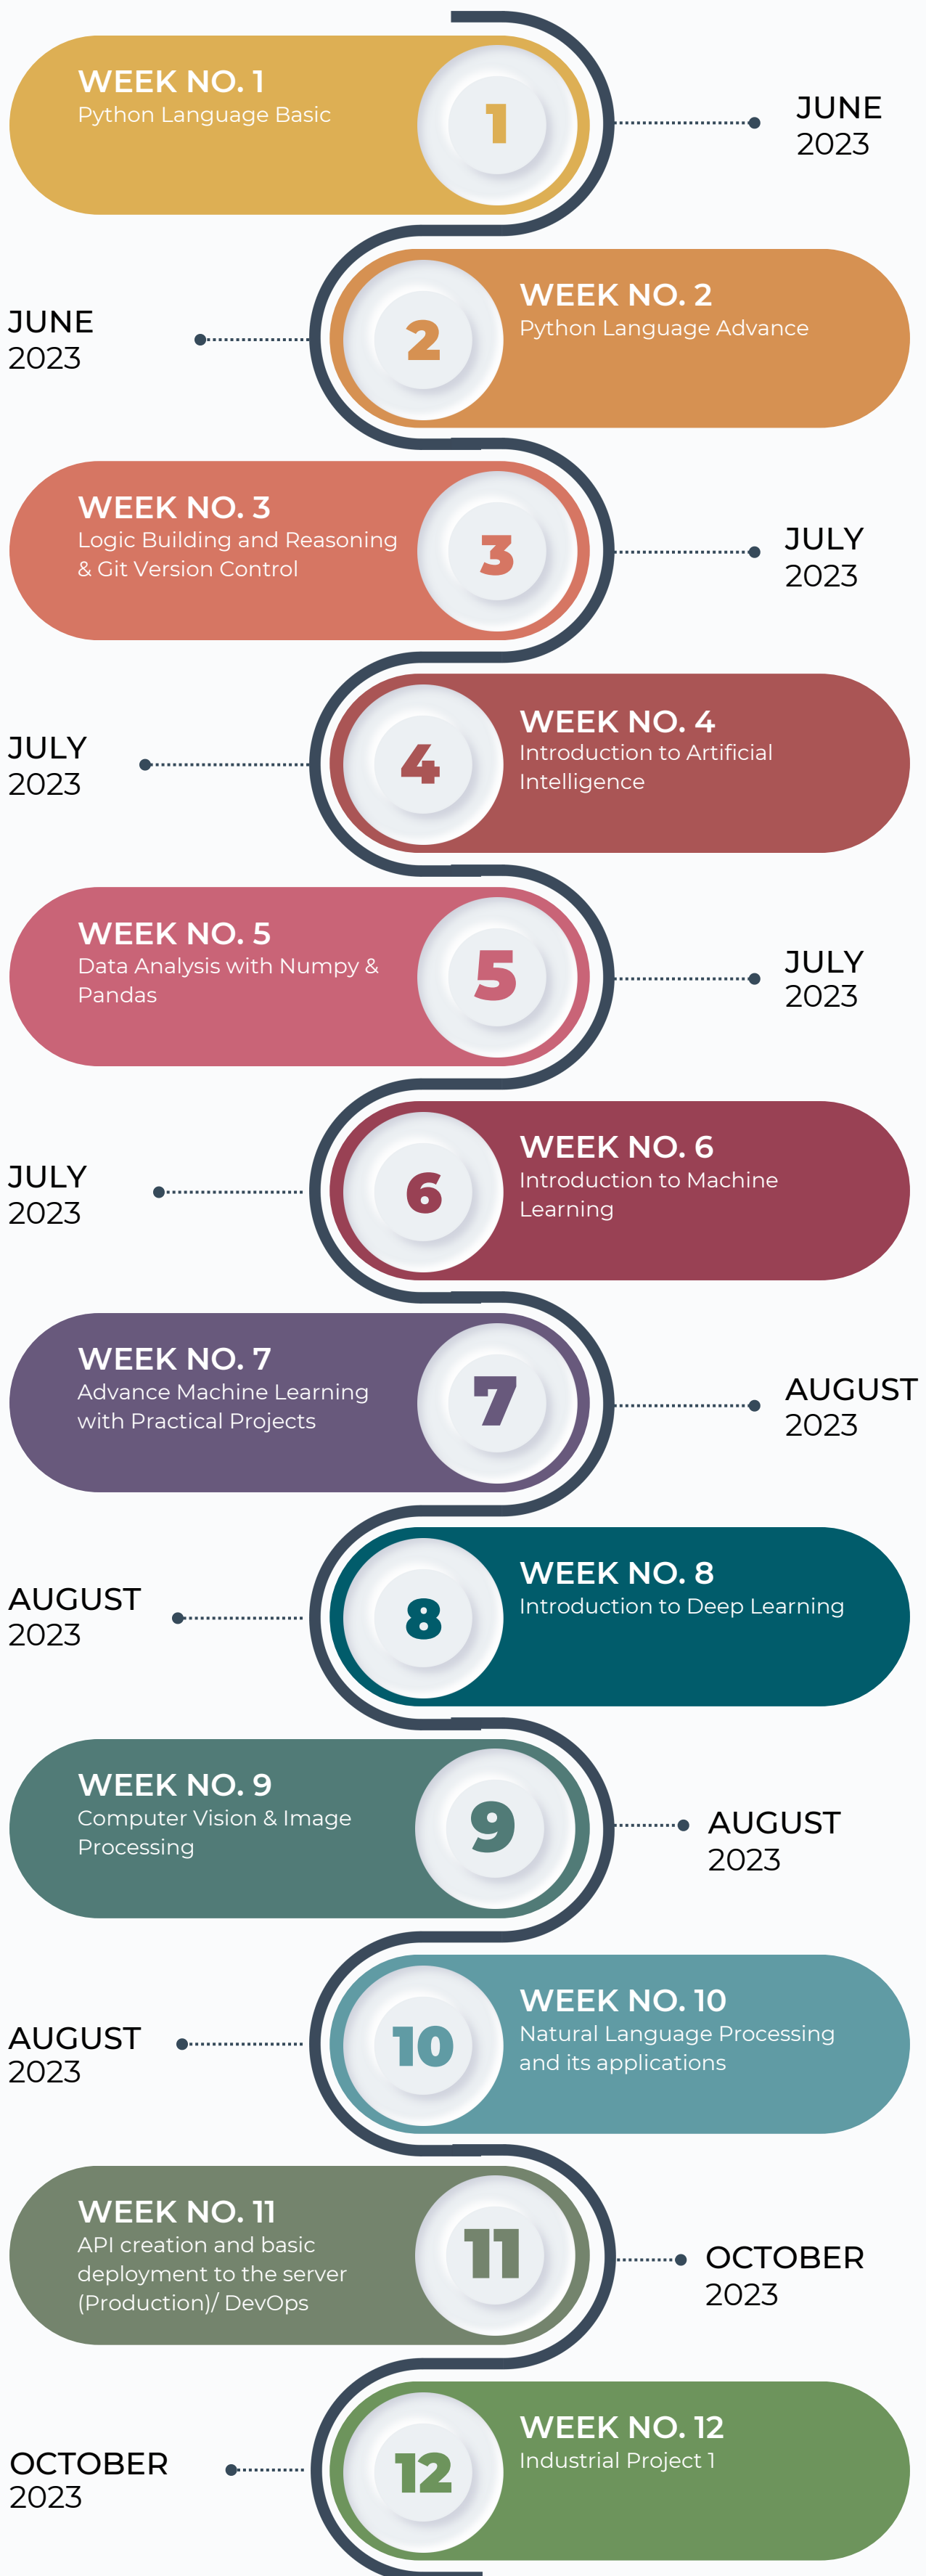 WEEK NO. 1
Python Language Basic
1
JUNE
2023
JUNE
2023
2
WEEK NO. 2
Python Language Advance
WEEK NO. 3
Logic Building and Reasoning
& Git Version Control
3
JULY
2023
JULY
2023
4
WEEK NO. 4
Introduction to Artificial
Intelligence
WEEK NO. 5
Data Analysis with Numpy &
Pandas
5
JULY
2023
JULY
2023
6
WEEK NO. 6
Introduction to Machine
Learning
WEEK NO. 7
Advance Machine Learning
with Practical Projects
7
AUGUST
2023
AUGUST
2023
8
WEEK NO. 8
Introduction to Deep Learning
WEEK NO. 9
Computer Vision & Image
Processing
9
AUGUST
2023
AUGUST
2023
10
WEEK NO. 10
Natural Language Processing
and its applications
WEEK NO. 11
API creation and basic
deployment to the server
(Production)/ DevOps
11
OCTOBER
2023
OCTOBER
2023
12
WEEK NO. 12
Industrial Project 1